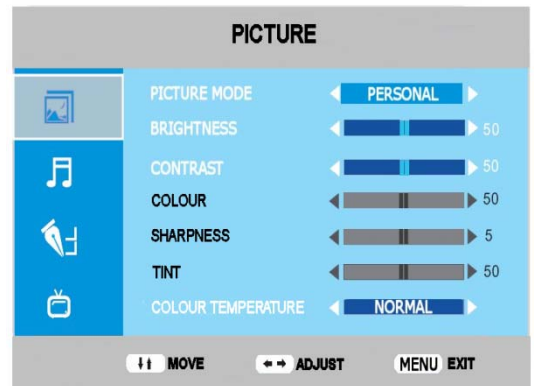 PICTURE
PICTURE MODE PERSONAL
BRIGHTNESS 50
CONTRAST 50
COLOUR 50
SHARPNESS 5
TINT 50
COLOUR TEMPERATURE NORMAL
MOVE ADJUST MENU EXIT